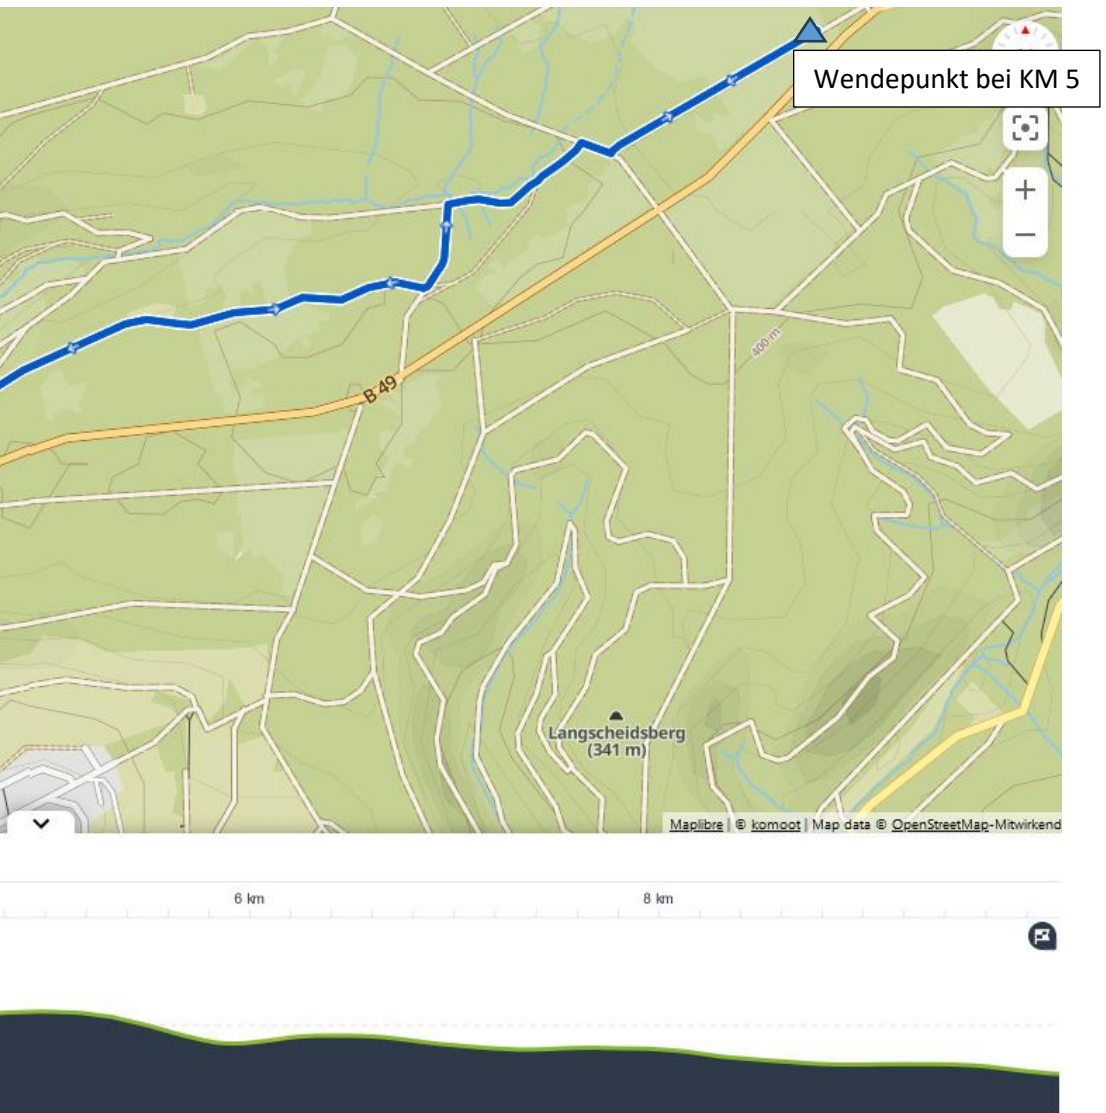 Wendepunkt bei KM 5
+
−
400 m
B 49
Langscheidsberg
(341 m)
Maplibre | © komoot | Map data © OpenStreetMap-Mitwirkend
6 km
8 km